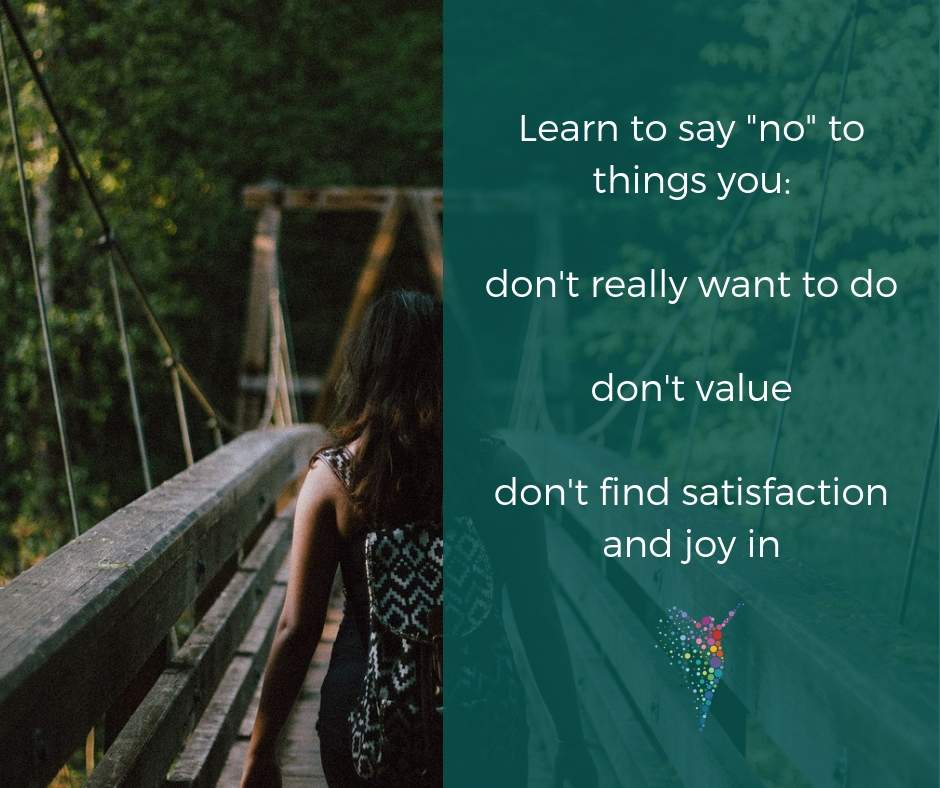 Learn to say "no" to
things you:
don't really want to do
don't value
don't find satisfaction
and joy in